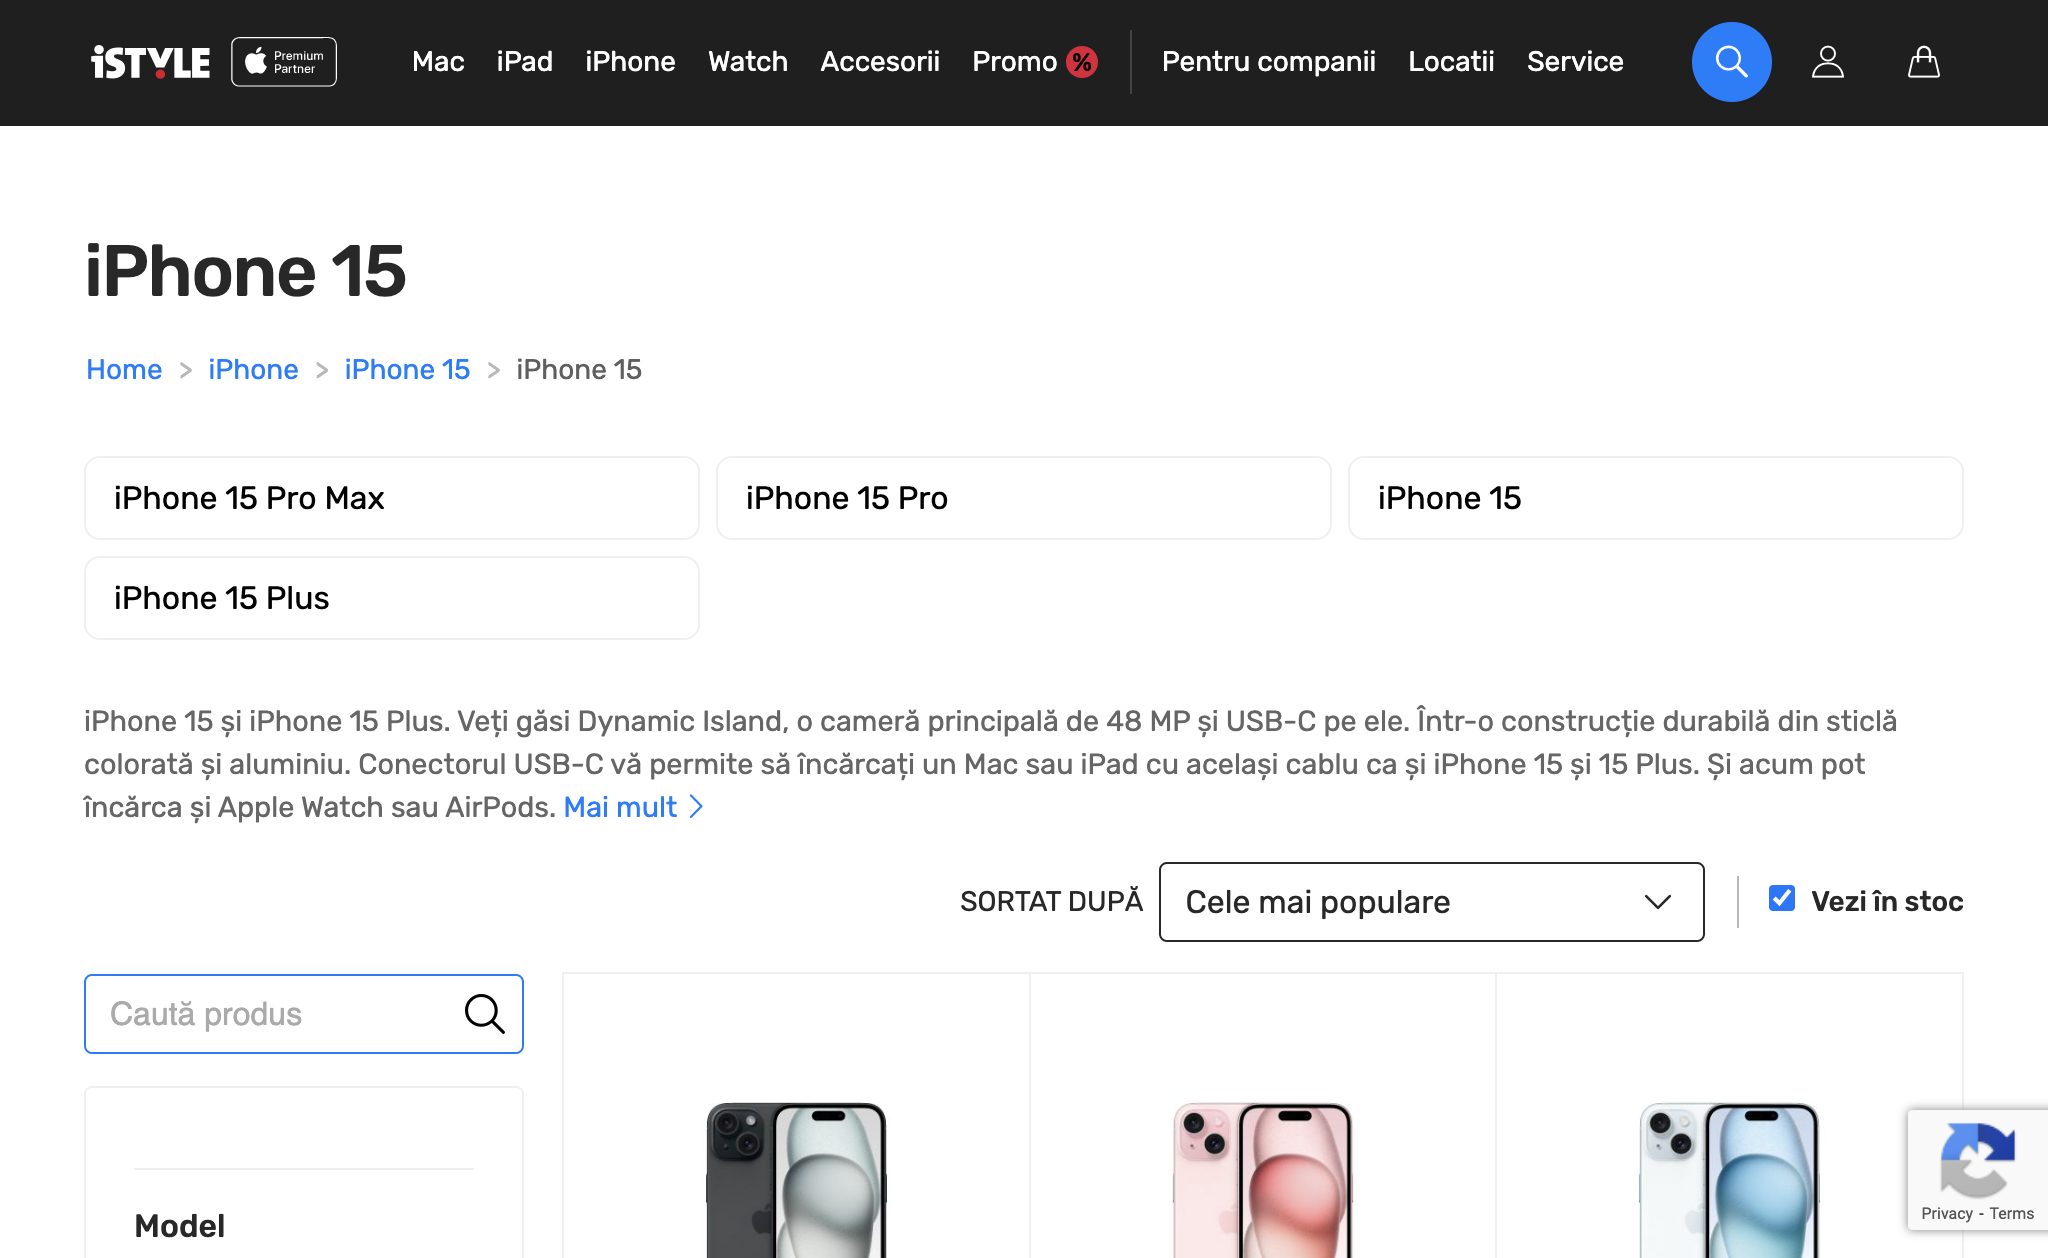 iSTYLE Premium Partner Mac iPad iPhone Watch Accesorii Promo % Pentru companii Locatii Service
iPhone 15
Home > iPhone > iPhone 15 > iPhone 15
iPhone 15 Pro Max
iPhone 15 Pro
iPhone 15
iPhone 15 Plus
iPhone 15 și iPhone 15 Plus. Veți găsi Dynamic Island, o cameră principală de 48 MP și USB-C pe ele. Într-o construcție durabilă din sticlă
colorată și aluminiu. Conectorul USB-C vă permite să încărcați un Mac sau iPad cu același cablu ca și iPhone 15 și 15 Plus. Și acum pot
încărca și Apple Watch sau AirPods. Mai mult >
SORTAT DUPĂ Cele mai populare Vezi în stoc
Caută produs
Model
Privacy - Terms